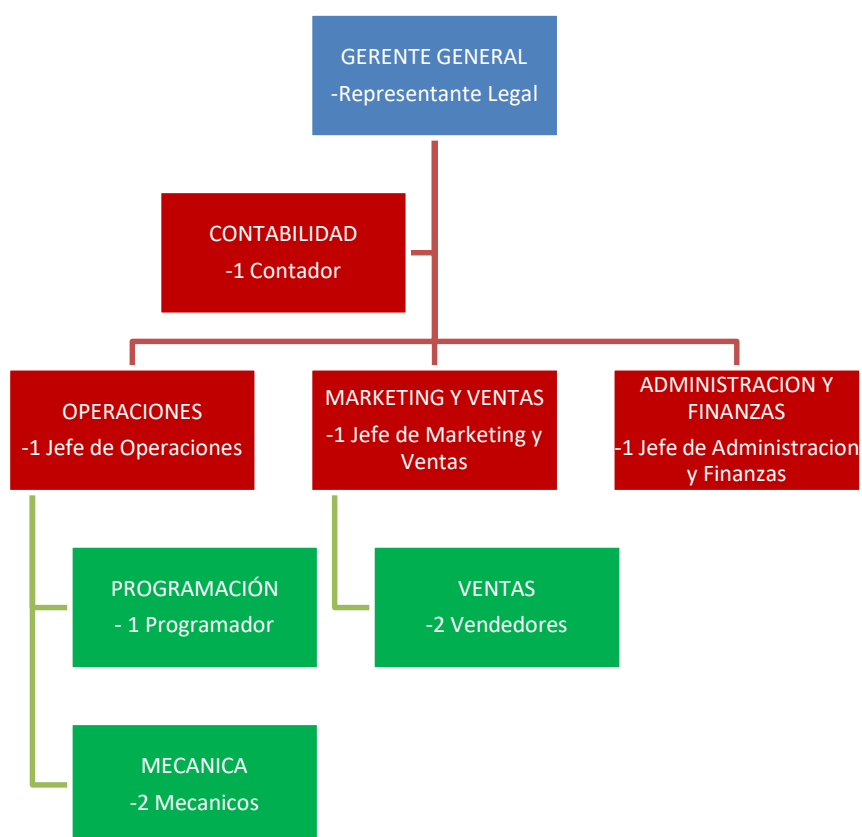 GERENTE GENERAL
-Representante Legal
CONTABILIDAD
-1 Contador
OPERACIONES
-1 Jefe de Operaciones
MARKETING Y VENTAS
-1 Jefe de Marketing y
Ventas
ADMINISTRACION Y
FINANZAS
-1 Jefe de Administracion
y Finanzas
PROGRAMACIÓN
- 1 Programador
VENTAS
-2 Vendedores
MECANICA
-2 Mecanicos